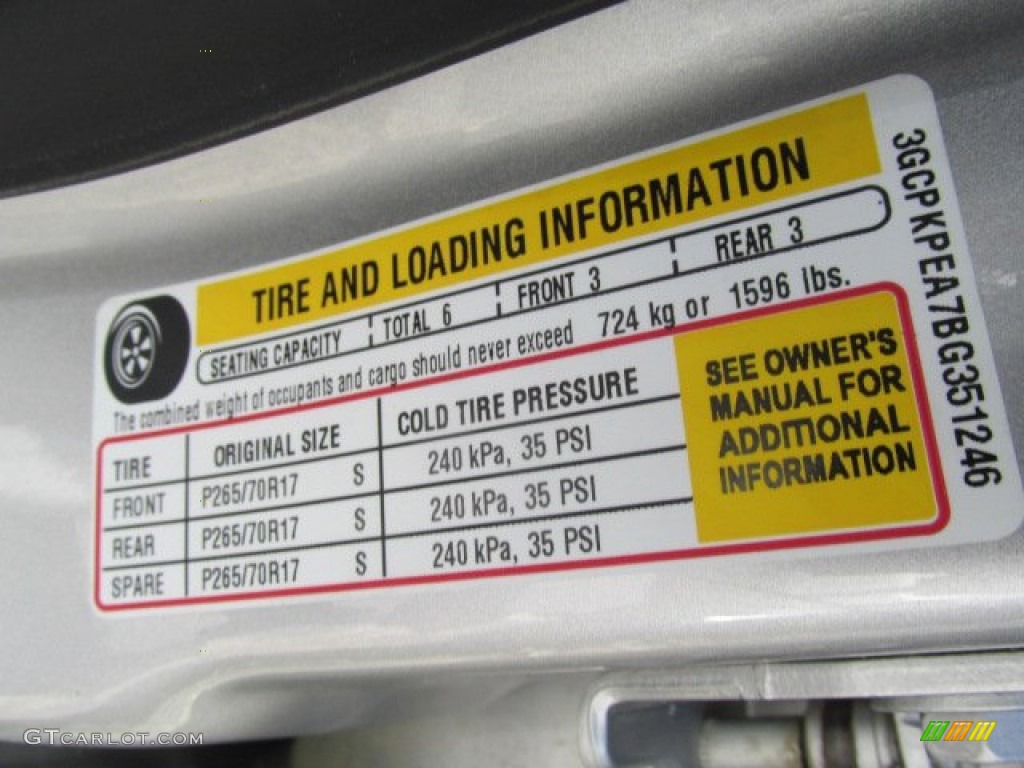 TIRE AND LOADING INFORMATION
SEATING CAPACITY TOTAL 6 FRONT 3 REAR 3
The combined weight of occupants and cargo should never exceed 724 kg or 1596 lbs.
TIRE ORIGINAL SIZE COLD TIRE PRESSURE
FRONT P265/70R17 S 240 kPa, 35 PSI
REAR P265/70R17 S 240 kPa, 35 PSI
SPARE P265/70R17 S 240 kPa, 35 PSI
SEE OWNER'S
MANUAL FOR
ADDITIONAL
INFORMATION
3GCPKPEA7BG351246
GTCARLOT.COM